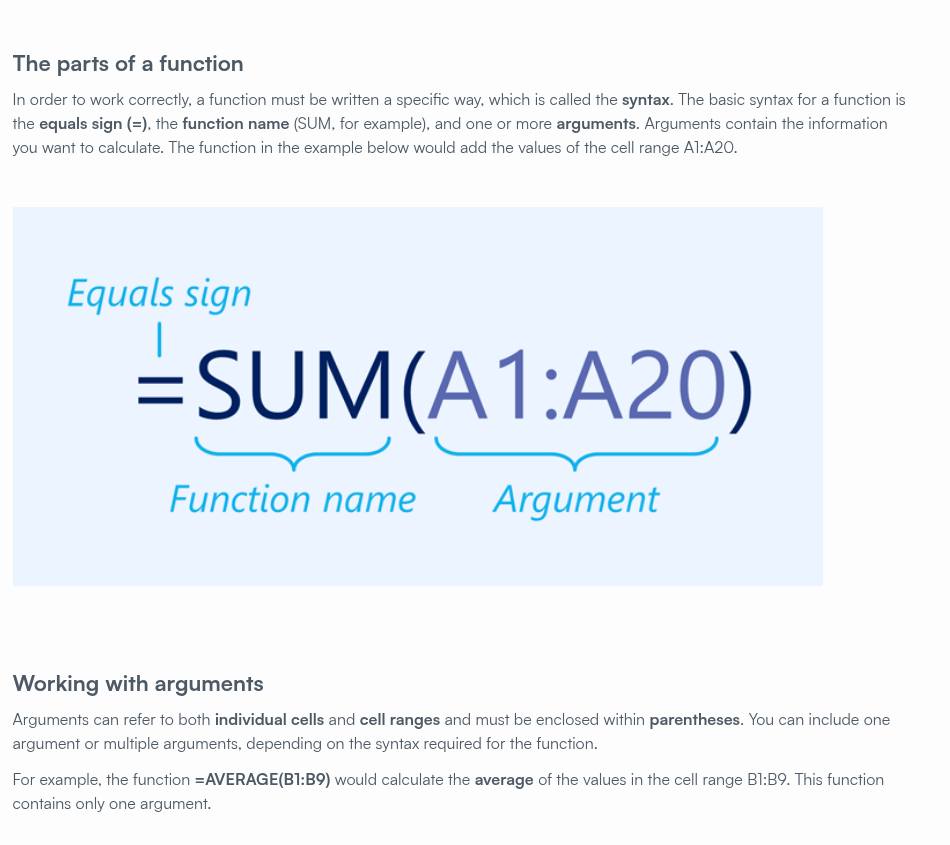 The parts of a function
In order to work correctly, a function must be written a specific way, which is called the syntax. The basic syntax for a function is
the equals sign (=), the function name (SUM, for example), and one or more arguments. Arguments contain the information
you want to calculate. The function in the example below would add the values of the cell range A1:A20.
Equals sign
=SUM(A1:A20)
Function name Argument
Working with arguments
Arguments can refer to both individual cells and cell ranges and must be enclosed within parentheses. You can include one
argument or multiple arguments, depending on the syntax required for the function.
For example, the function =AVERAGE(B1:B9) would calculate the average of the values in the cell range B1:B9. This function
contains only one argument.